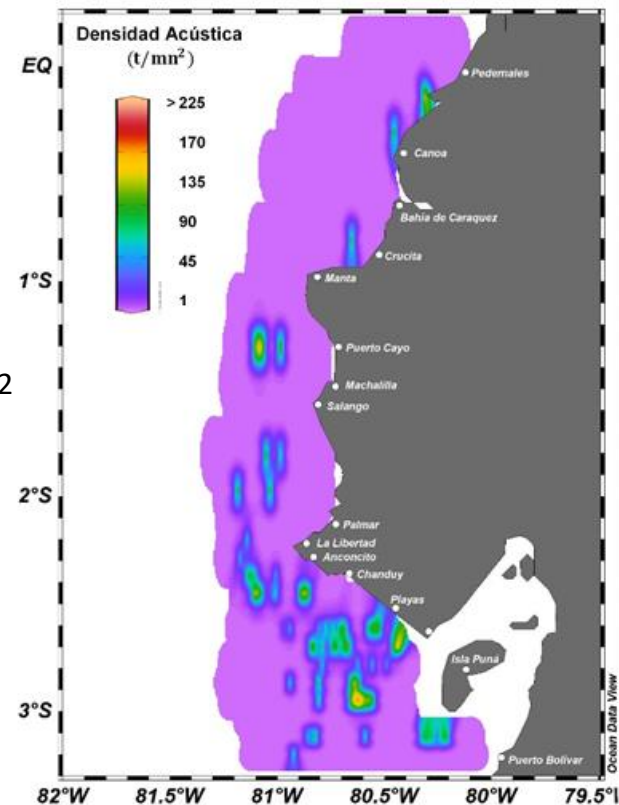 Densidad Acústica
(t/mn²)
> 225
170
135
90
45
1
EQ
1°S
2
2°S
3°S
Pedernales
Canoa
Bahía de Caraquez
Crucita
Manta
Puerto Cayo
Machalilla
Salango
Palmar
La Libertad
Anconcito
Chanduy
Playas
Isla Puná
Puerto Bolívar
Ocean Data View
82°W
81.5°W
81°W
80.5°W
80°W
79.5°